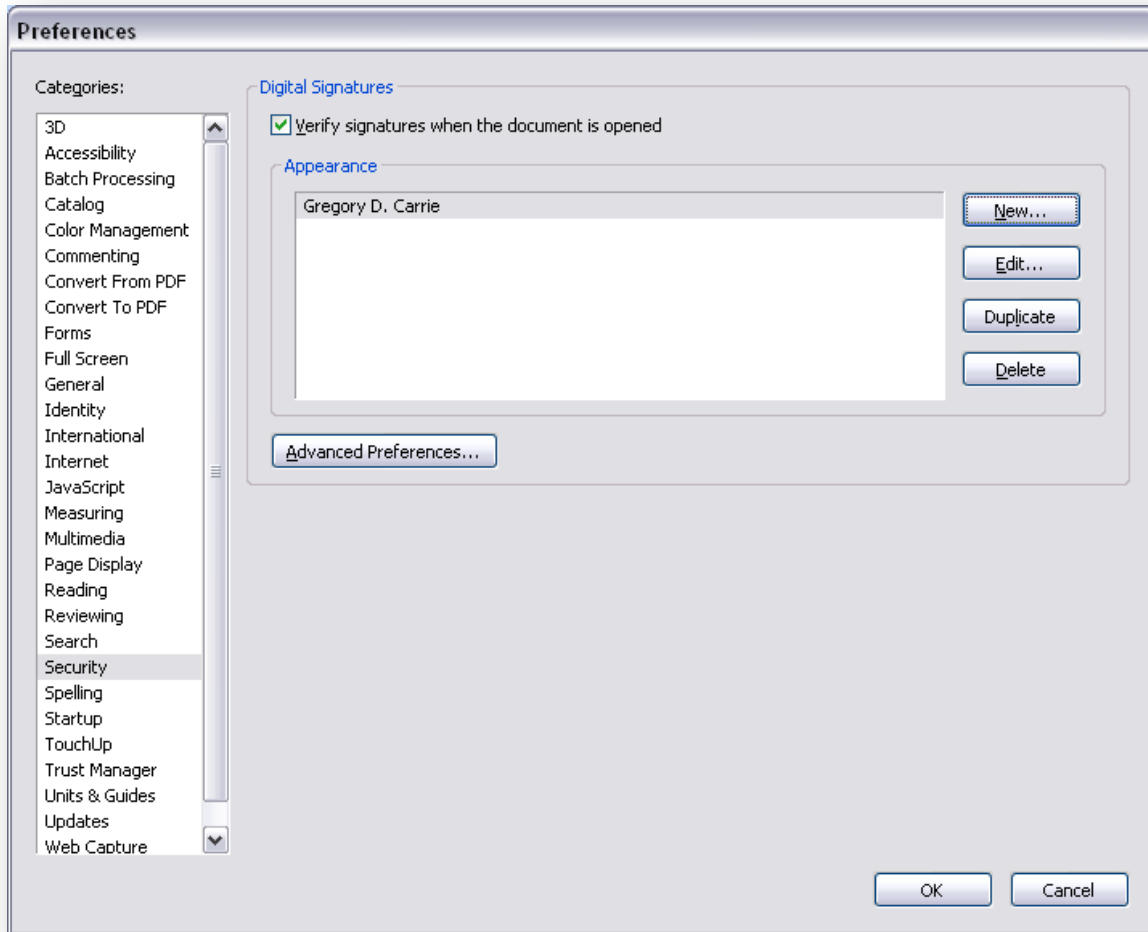 Preferences
Categories:
3D
Accessibility
Batch Processing
Catalog
Color Management
Commenting
Convert From PDF
Convert To PDF
Forms
Full Screen
General
Identity
International
Internet
JavaScript
Measuring
Multimedia
Page Display
Reading
Reviewing
Search
Security
Spelling
Startup
TouchUp
Trust Manager
Units & Guides
Updates
Web Capture
Digital Signatures
Verify signatures when the document is opened
Appearance
Gregory D. Carrie
New...
Edit...
Duplicate
Delete
Advanced Preferences...
OK
Cancel